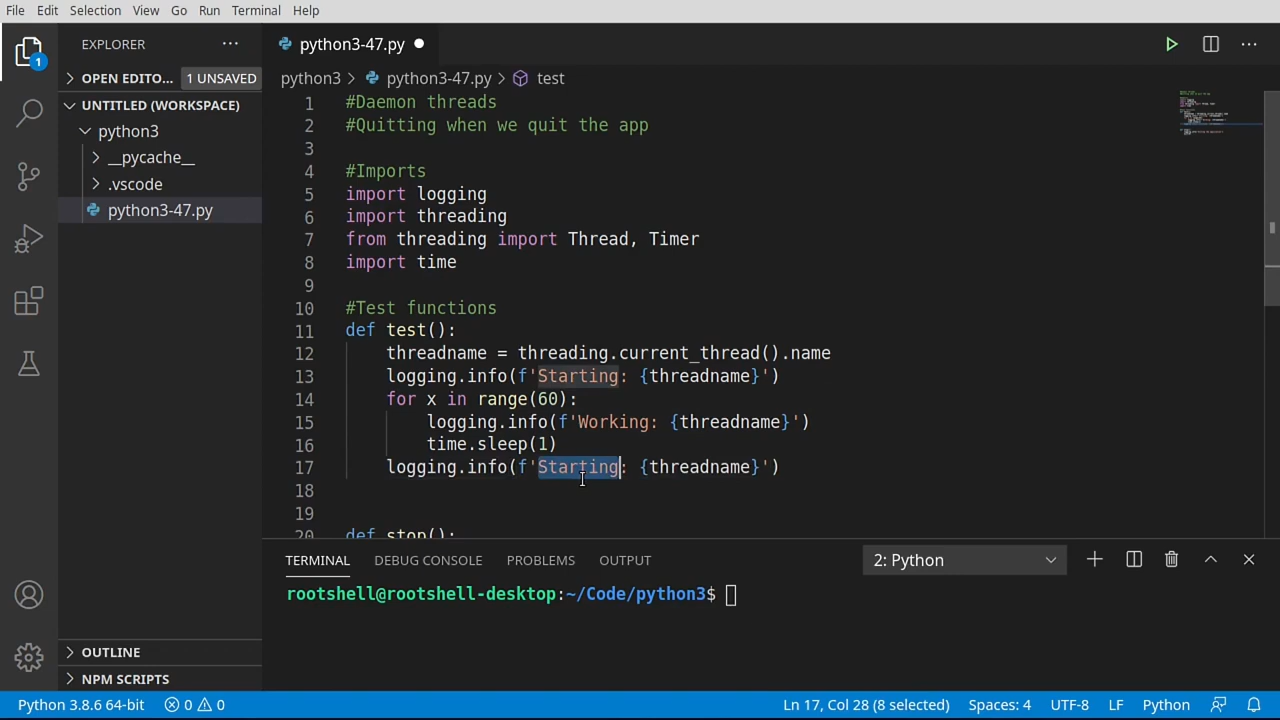 File Edit Selection View Go Run Terminal Help
EXPLORER
OPEN EDITO... 1 UNSAVED
UNTITLED (WORKSPACE)
python3
__pycache__
.vscode
python3-47.py
OUTLINE
NPM SCRIPTS
1
python3-47.py
python3 > python3-47.py > test
1 #Daemon threads
2 #Quitting when we quit the app
3
4 #Imports
5 import logging
6 import threading
7 from threading import Thread, Timer
8 import time
9
10 #Test functions
11 def test():
12 threadname = threading.current_thread().name
13 logging.info(f'Starting: {threadname}')
14 for x in range(60):
15 logging.info(f'Working: {threadname}')
16 time.sleep(1)
17 logging.info(f'Starting: {threadname}')
18
19
20 def stop():
TERMINAL DEBUG CONSOLE PROBLEMS OUTPUT 2: Python
rootshell@rootshell-desktop:~/Code/python3$
Python 3.8.6 64-bit 0 0 Ln 17, Col 28 (8 selected) Spaces: 4 UTF-8 LF Python